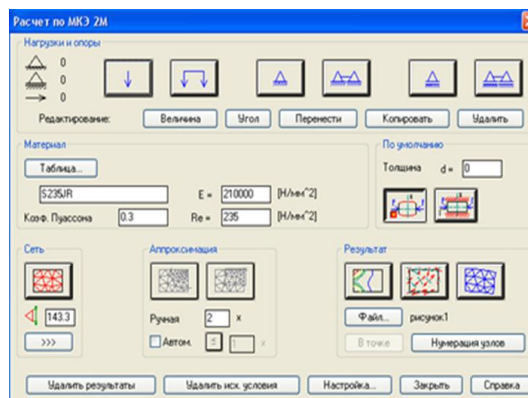 Расчет по МКЭ 2М
Нагрузки и опоры
0
0
0
Редактирование: Величина Угол Перенести Копировать Удалить
Материал По умолчанию
Таблица... Толщина d= 0
S235JR E = 210000 [Н/мм^2]
Коэф. Пуассона 0.3 Re = 235 [Н/мм^2]
Сеть Аппроксимация Результат
143.3 Ручная 2 x Файл... рисунок1
>>> Автом. ≤ 1 x В точке Нумерация узлов
Удалить результаты Удалить исх. условия Настройка... Закрыть Справка